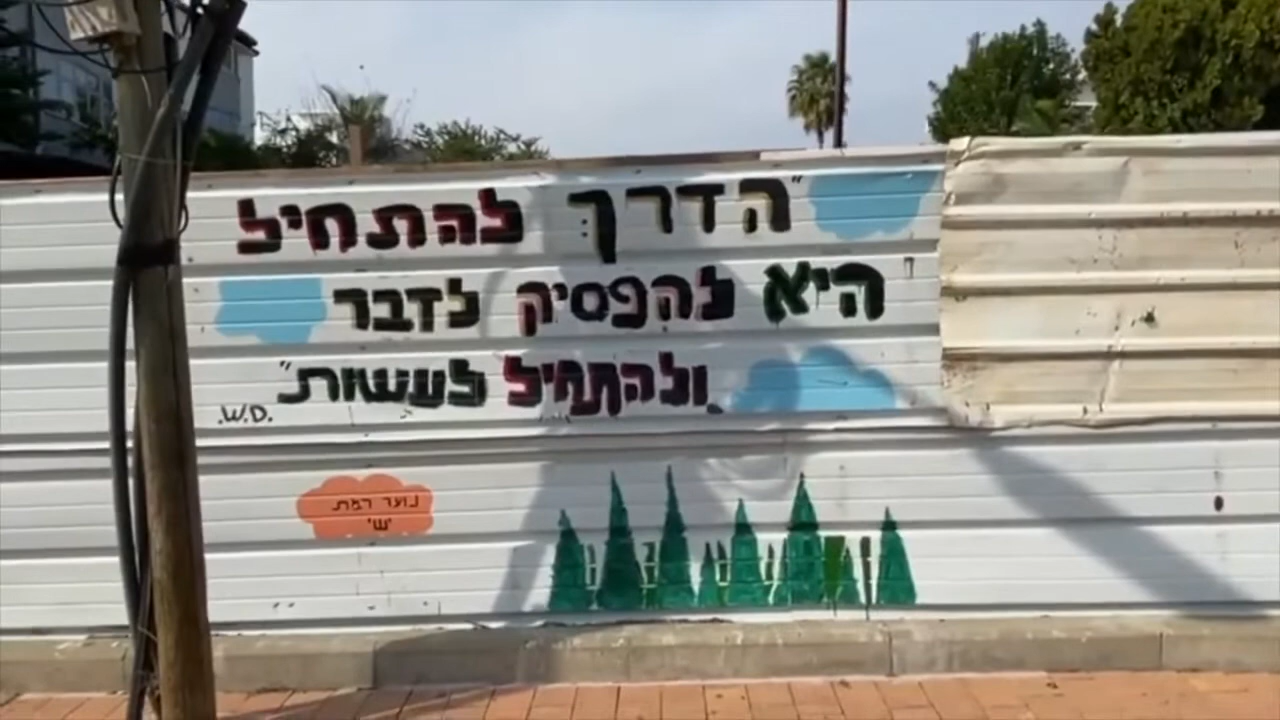 "הדרך להתחיל
היא להפסיק לדבר
ולהתחיל לעשות"
.W.D.
נוער רמת
ישי